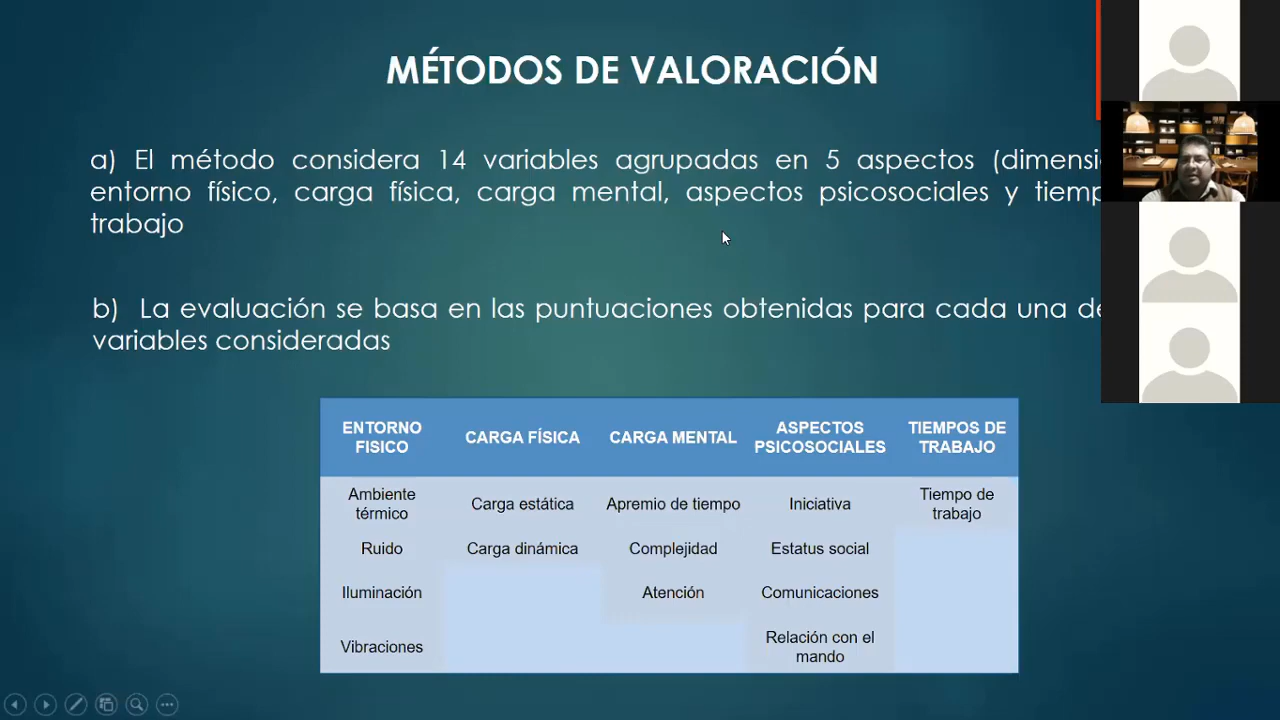 MÉTODOS DE VALORACIÓN
a) El método considera 14 variables agrupadas en 5 aspectos
entorno físico, carga física, carga mental, aspectos psicosociales y
trabajo
b) La evaluación se basa en las puntuaciones obtenidas para cada una
variables consideradas
ENTORNO FISICO
CARGA FÍSICA
CARGA MENTAL
ASPECTOS PSICOSOCIALES
TIEMPOS DE TRABAJO
Ambiente térmico
Carga estática
Apremio de tiempo
Iniciativa
Tiempo de trabajo
Ruido
Carga dinámica
Complejidad
Estatus social
Iluminación
Atención
Comunicaciones
Vibraciones
Relación con el mando